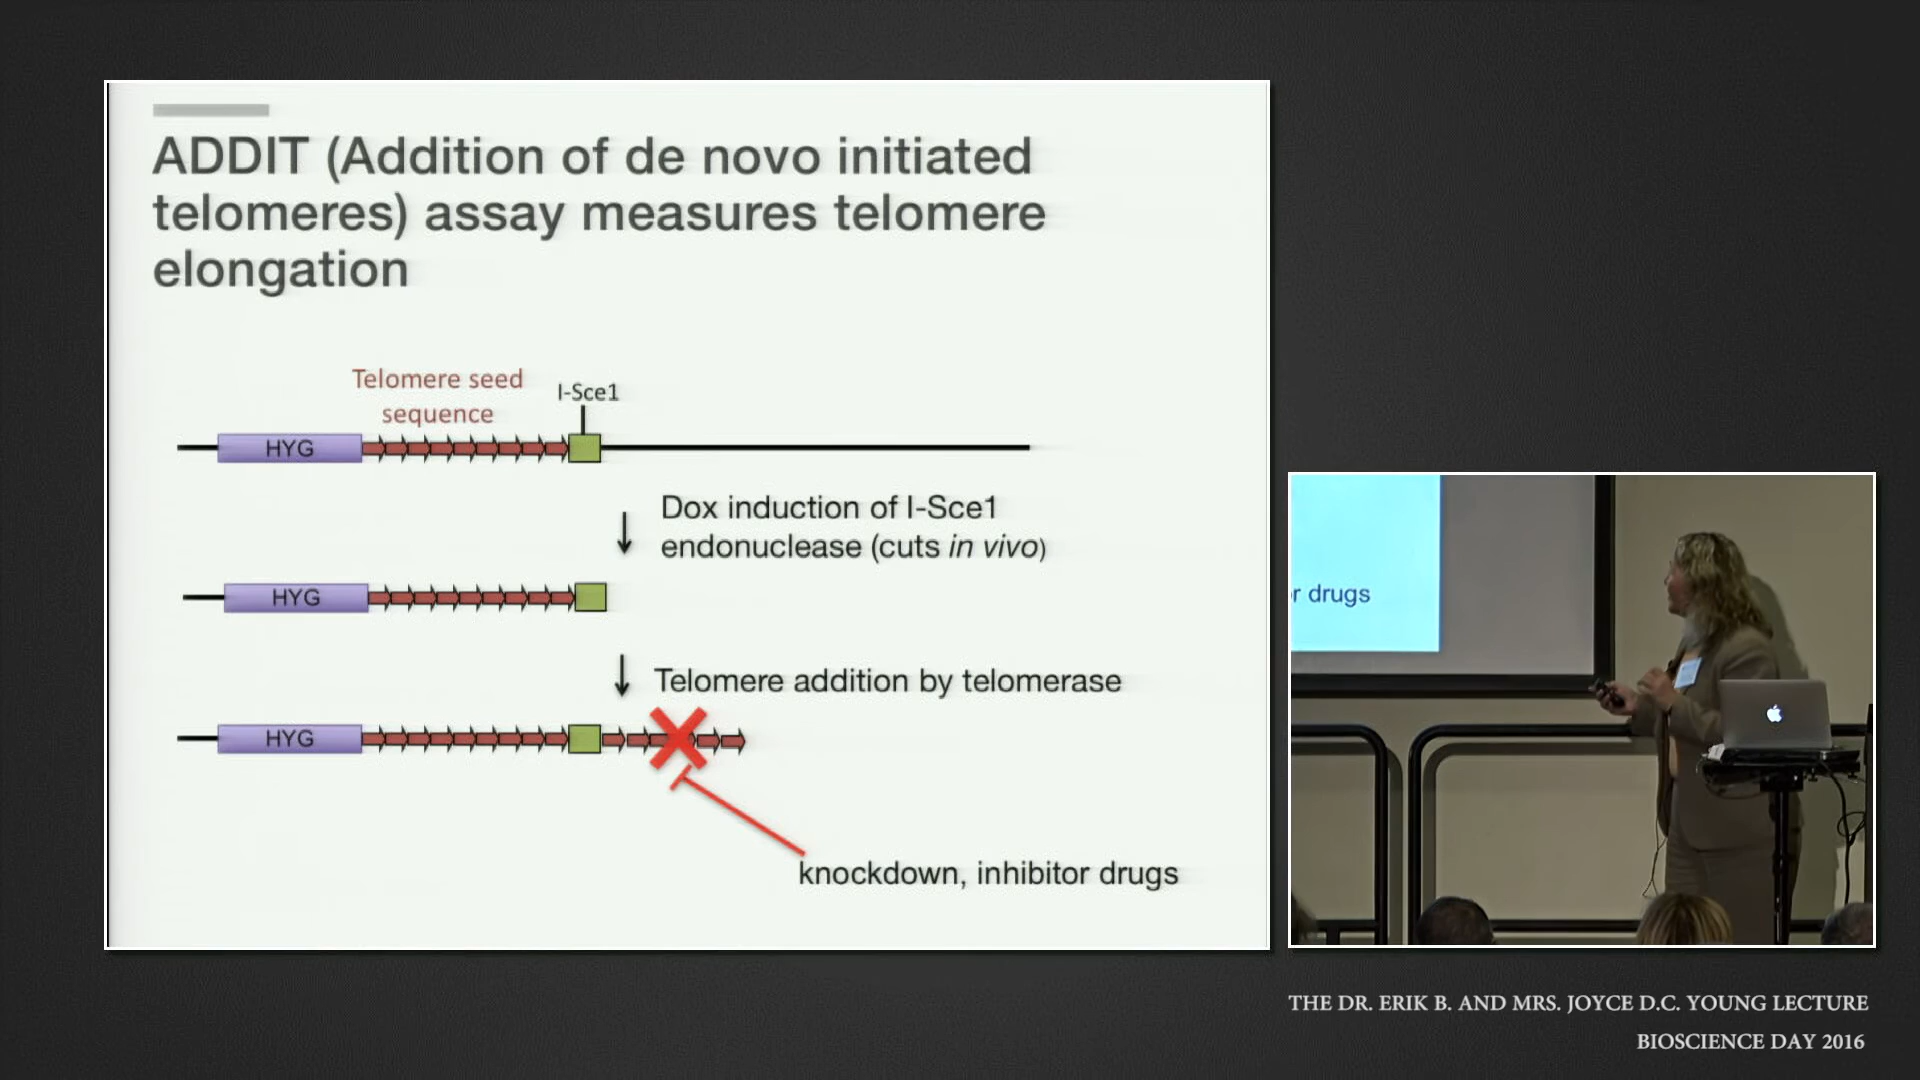 ADDIT (Addition of de novo initiated
telomeres) assay measures telomere
elongation
Telomere seed
sequence
I-Sce1
HYG
Dox induction of I-Sce1
endonuclease (cuts in vivo)
HYG
Telomere addition by telomerase
HYG
knockdown, inhibitor drugs
r drugs
THE DR. ERIK B. AND MRS. JOYCE D.C. YOUNG LECTURE
BIOSCIENCE DAY 2016